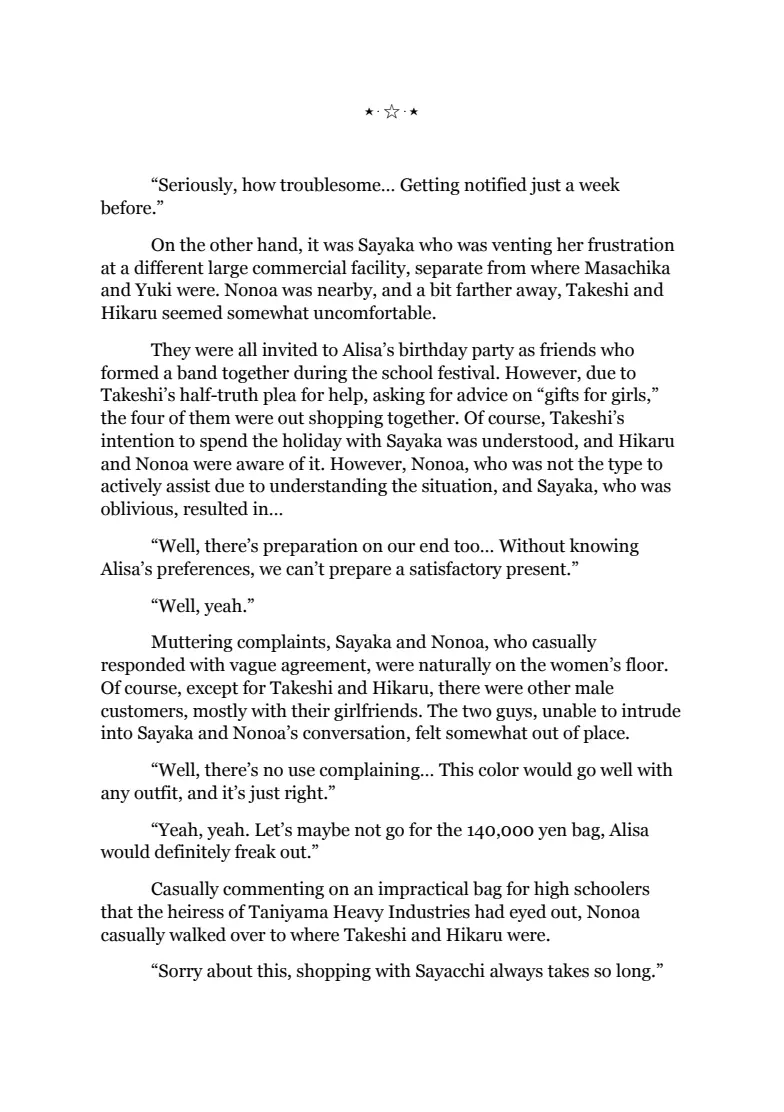 ⋆·☆·⋆
“Seriously, how troublesome... Getting notified just a week
before.”
On the other hand, it was Sayaka who was venting her frustration
at a different large commercial facility, separate from where Masachika
and Yuki were. Nonoa was nearby, and a bit farther away, Takeshi and
Hikaru seemed somewhat uncomfortable.
They were all invited to Alisa’s birthday party as friends who
formed a band together during the school festival. However, due to
Takeshi’s half-truth plea for help, asking for advice on “gifts for girls,”
the four of them were out shopping together. Of course, Takeshi’s
intention to spend the holiday with Sayaka was understood, and Hikaru
and Nonoa were aware of it. However, Nonoa, who was not the type to
actively assist due to understanding the situation, and Sayaka, who was
oblivious, resulted in...
“Well, there’s preparation on our end too... Without knowing
Alisa’s preferences, we can’t prepare a satisfactory present.”
“Well, yeah.”
Muttering complaints, Sayaka and Nonoa, who casually
responded with vague agreement, were naturally on the women’s floor.
Of course, except for Takeshi and Hikaru, there were other male
customers, mostly with their girlfriends. The two guys, unable to intrude
into Sayaka and Nonoa’s conversation, felt somewhat out of place.
“Well, there’s no use complaining... This color would go well with
any outfit, and it’s just right.”
“Yeah, yeah. Let’s maybe not go for the 140,000 yen bag, Alisa
would definitely freak out.”
Casually commenting on an impractical bag for high schoolers
that the heiress of Taniyama Heavy Industries had eyed out, Nonoa
casually walked over to where Takeshi and Hikaru were.
“Sorry about this, shopping with Sayacchi always takes so long.”